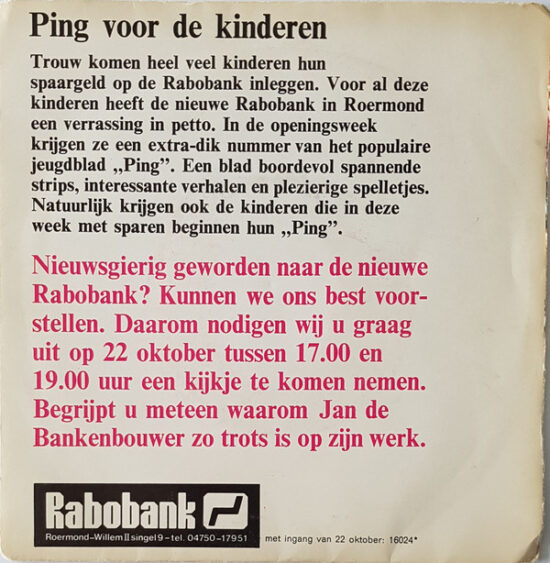 Ping voor de kinderen
Trouw komen heel veel kinderen hun
spaargeld op de Rabobank inleggen. Voor al deze
kinderen heeft de nieuwe Rabobank in Roermond
een verrassing in petto. In de openingsweek
krijgen ze een extra-dik nummer van het populaire
jeugdblad „Ping”. Een blad boordevol spannende
strips, interessante verhalen en plezierige spelletjes.
Natuurlijk krijgen ook de kinderen die in deze
week met sparen beginnen hun „Ping”.
Nieuwsgierig geworden naar de nieuwe
Rabobank? Kunnen we ons best voor-
stellen. Daarom nodigen wij u graag
uit op 22 oktober tussen 17.00 en
19.00 uur een kijkje te komen nemen.
Begrijpt u meteen waarom Jan de
Bankenbouwer zo trots is op zijn werk.
Rabobank
Roermond-Willem II singel 9 - tel. 04750-17951
met ingang van 22 oktober: 16024*